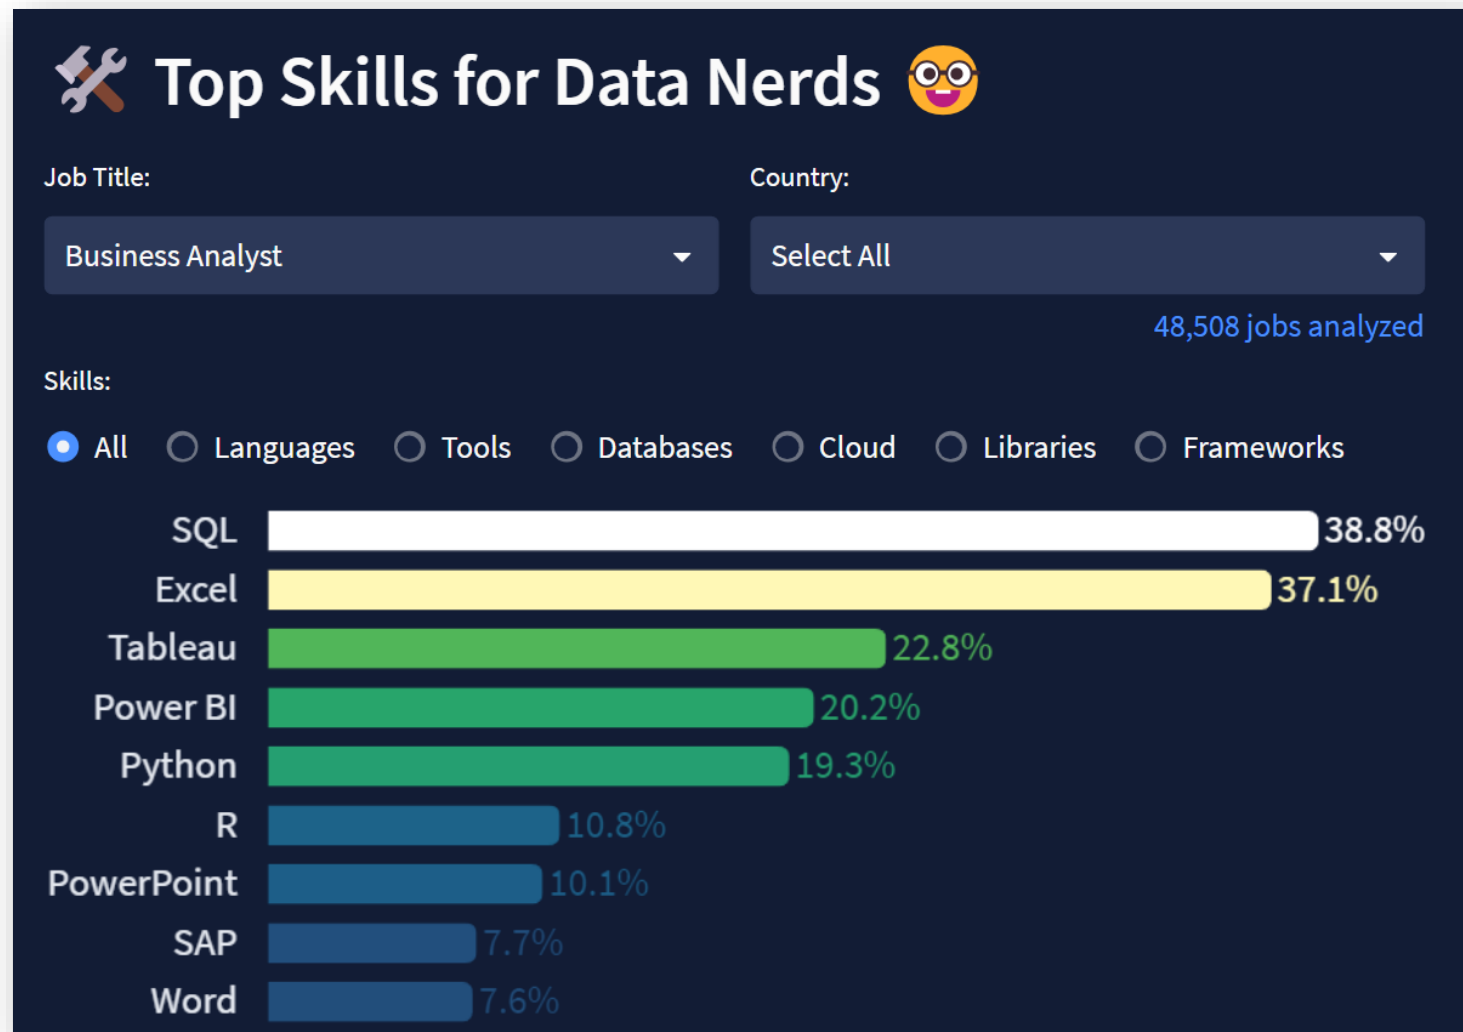 Top Skills for Data Nerds
Job Title:
Country:
Business Analyst
Select All
48,508 jobs analyzed
Skills:
All Languages Tools Databases Cloud Libraries Frameworks
SQL 38.8%
Excel 37.1%
Tableau 22.8%
Power BI 20.2%
Python 19.3%
R 10.8%
PowerPoint 10.1%
SAP 7.7%
Word 7.6%